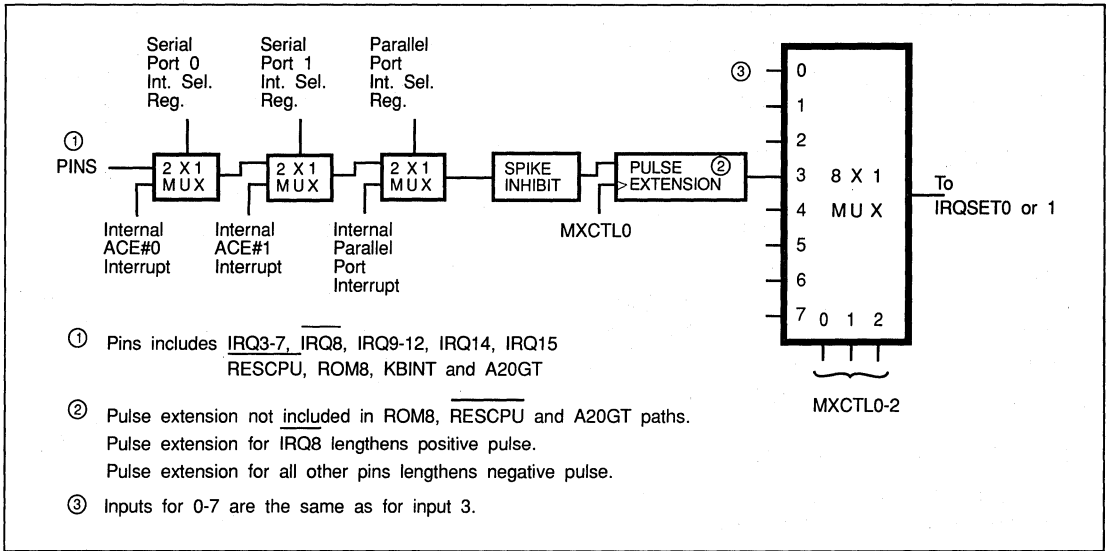 Serial
Port 0
Int. Sel.
Reg.
Serial
Port 1
Int. Sel.
Reg.
Parallel
Port
Int. Sel.
Reg.
①
PINS
2 X 1
MUX
2 X 1
MUX
2 X 1
MUX
SPIKE
INHIBIT
PULSE ②
EXTENSION
MXCTL0
Internal
ACE#0
Interrupt
Internal
ACE#1
Interrupt
Internal
Parallel
Port
Interrupt
③
0
1
2
3
4
5
6
7
8 X 1
MUX
0 1 2
MXCTL0-2
To
IRQSET0 or 1
① Pins includes IRQ3-7, I̅R̅Q̅8̅, IRQ9-12, IRQ14, IRQ15
R̅E̅S̅C̅P̅U̅, ROM8, KBINT and A20GT
② Pulse extension not included in ROM8, R̅E̅S̅C̅P̅U̅ and A20GT paths.
Pulse extension for I̅R̅Q̅8̅ lengthens positive pulse.
Pulse extension for all other pins lengthens negative pulse.
③ Inputs for 0-7 are the same as for input 3.